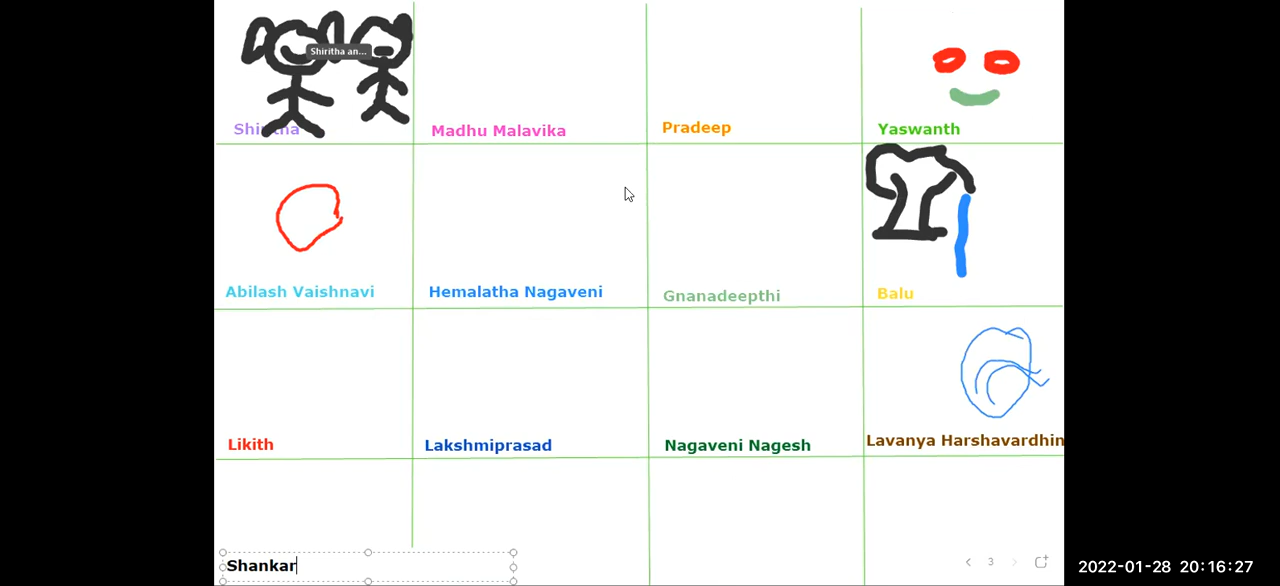 Shiritha an...
Shiritha
Madhu Malavika
Pradeep
Yaswanth
Abilash Vaishnavi
Hemalatha Nagaveni
Gnanadeepthi
Balu
Likith
Lakshmiprasad
Nagaveni Nagesh
Lavanya Harshavardhin
Shankar
3
2022-01-28 20:16:27